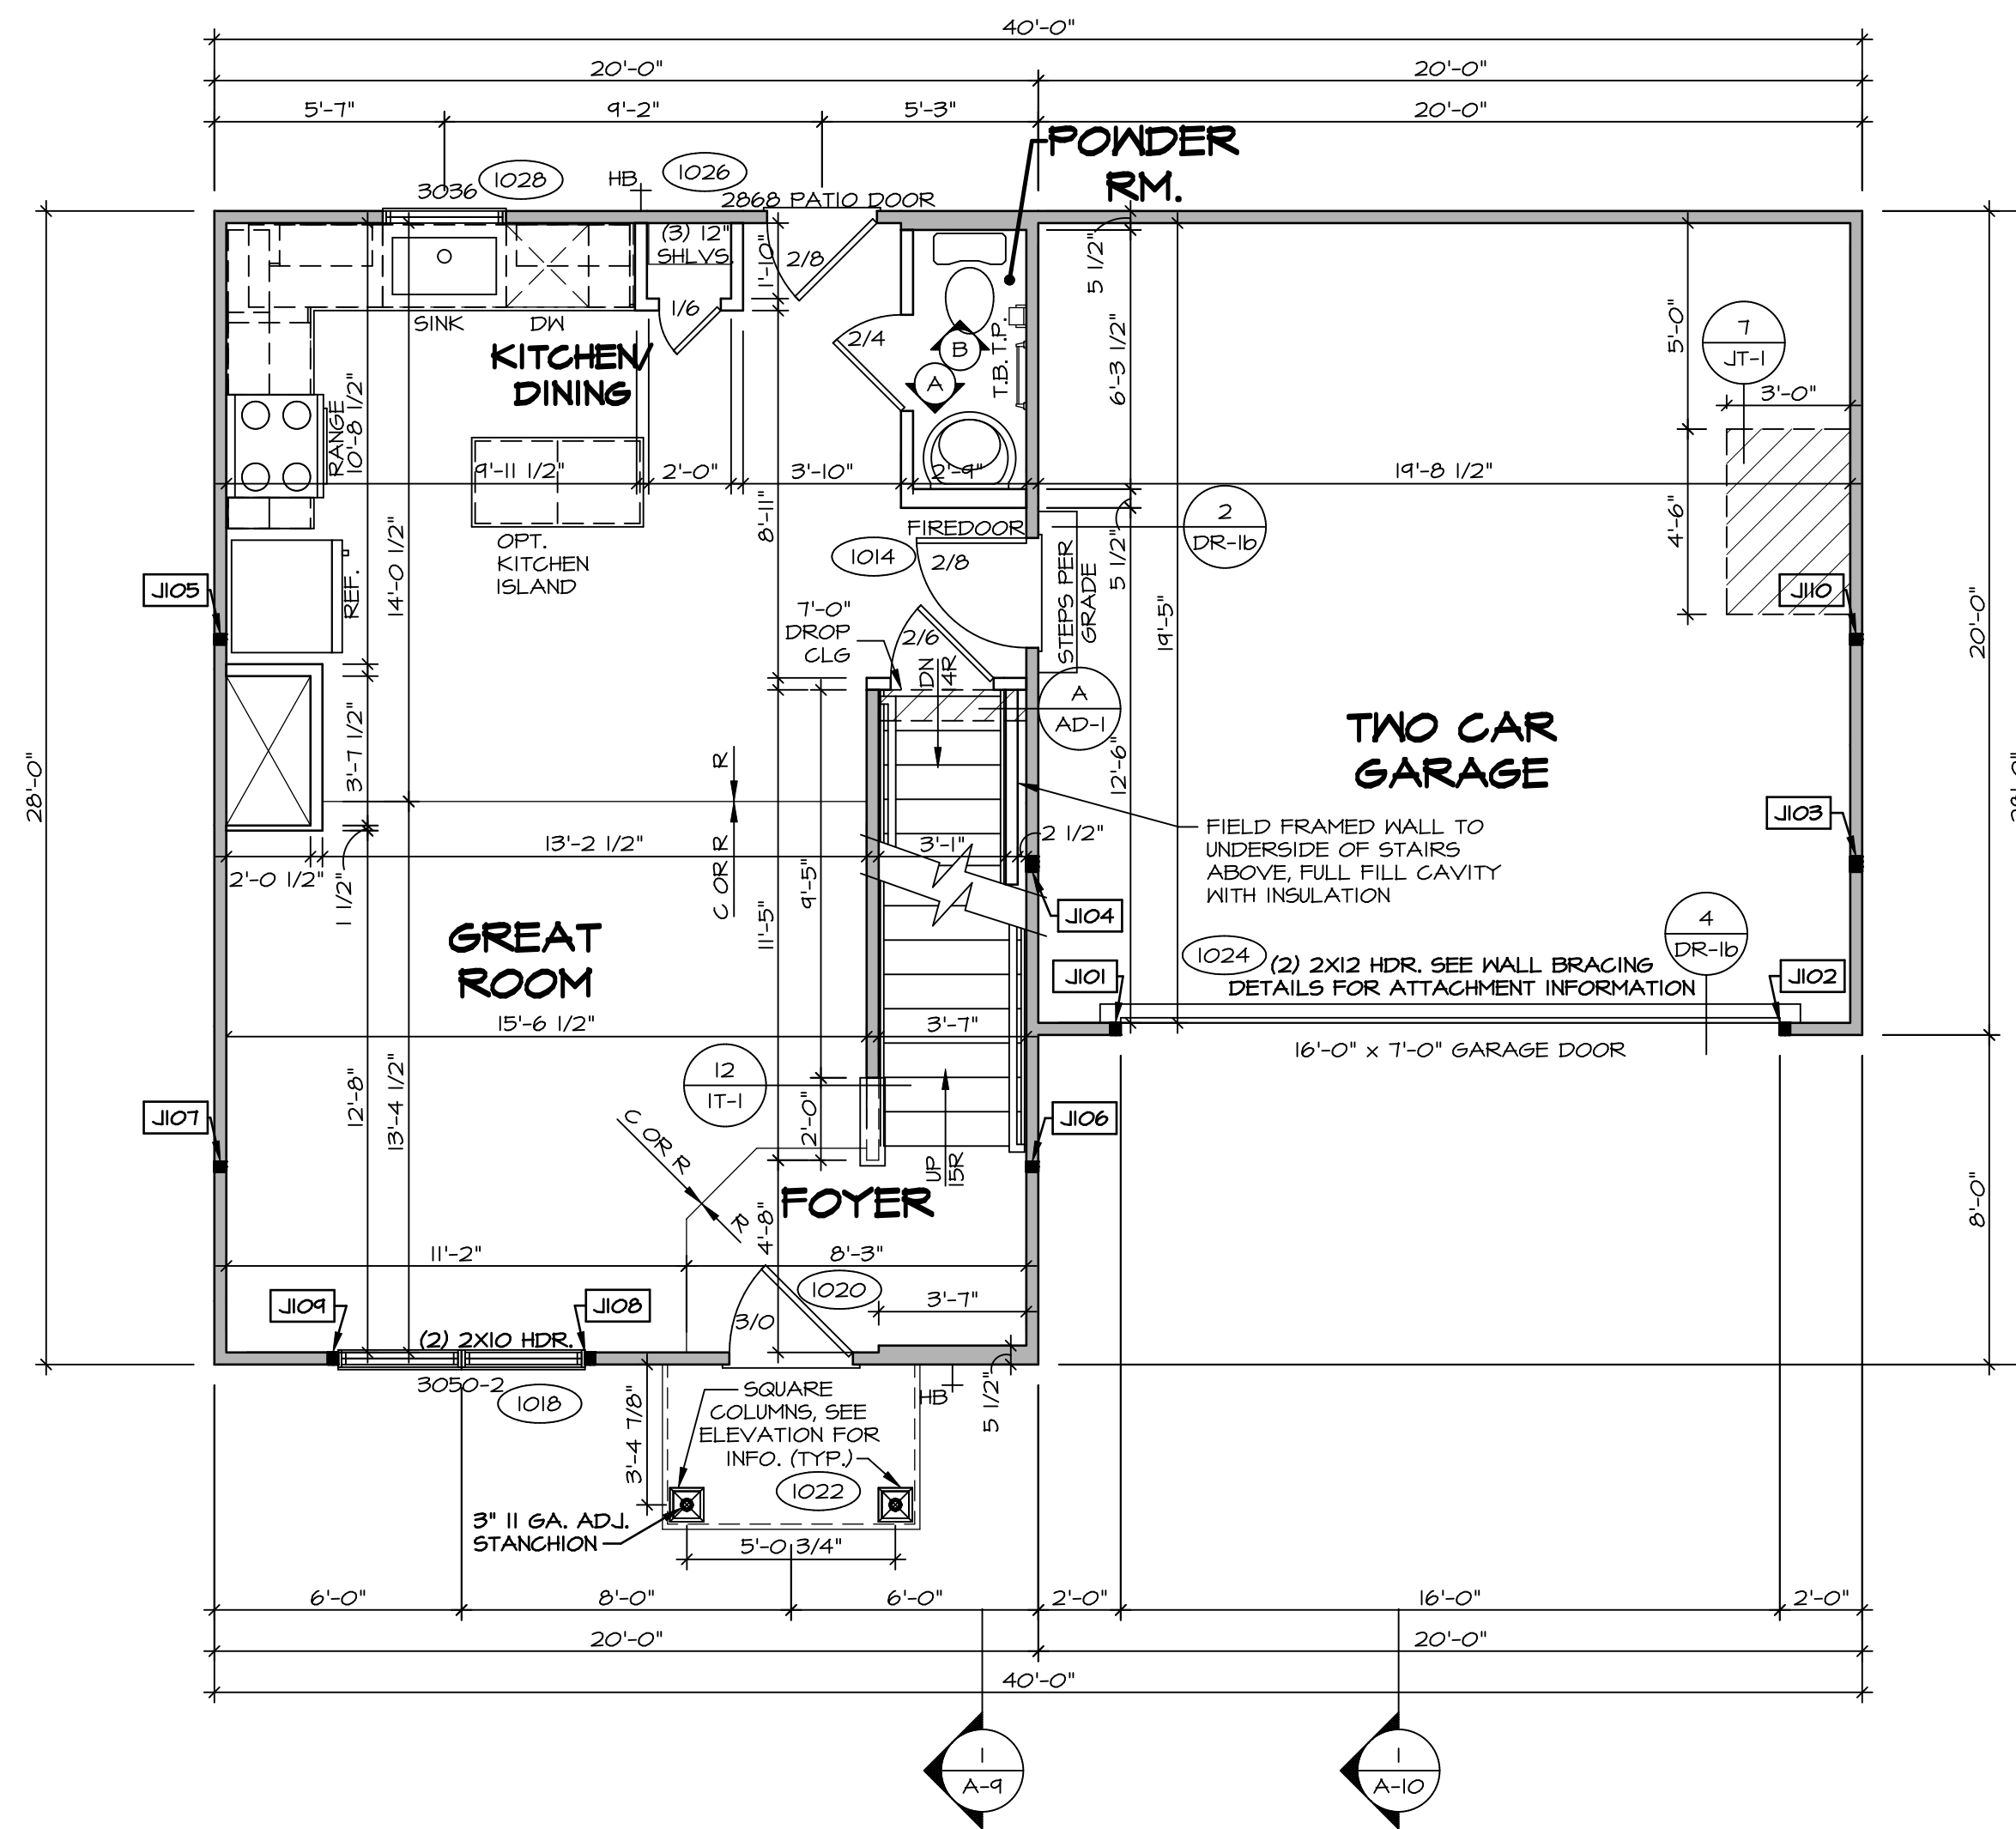 40'-0"
20'-0" 20'-0"
5'-7" 9'-2" 5'-3" 20'-0"
POWDER
RM.
3036 1028 HB 1026
2868 PATIO DOOR
(3) 12"
SHLVS.
1'-10"
2/8
5 1/2"
1/6
2/4
SINK DW
KITCHEN/
DINING
B
A
T.B. T.P.
6'-3 1/2"
5'-0"
7
JT-1
3'-0"
RANGE
10'-8 1/2"
9'-11 1/2" 2'-0" 3'-10" 2'-9" 19'-8 1/2"
8'-11"
14'-0 1/2"
OPT.
KITCHEN
ISLAND
FIREDOOR
1014
2/8
2
DR-1b
4'-6"
5 1/2"
STEPS PER
GRADE
J105
REF.
J110
7'-0"
DROP
CLG
2/6
DN
14R
19'-5"
20'-0"
A
AD-1
12'-6"
TWO CAR
GARAGE
28'-0"
3'-7 1/2"
R
C OR R
13'-2 1/2" 3'-1" 2 1/2"
2'-0 1/2"
1 1/2"
9'-5"
11'-5"
FIELD FRAMED WALL TO
UNDERSIDE OF STAIRS
ABOVE, FULL FILL CAVITY
WITH INSULATION
J103
J104
GREAT
ROOM
4
DR-1b
1024
(2) 2X12 HDR. SEE WALL BRACING
DETAILS FOR ATTACHMENT INFORMATION
J101 J102
15'-6 1/2" 3'-7"
16'-0" x 7'-0" GARAGE DOOR
12
IT-1
12'-8"
13'-4 1/2"
2'-0"
J107 J106
C OR R
R
UP
15R
FOYER
4'-8"
8'-0"
11'-2" 8'-3"
1020
3'-7"
J109 J108
3/0
(2) 2X10 HDR.
3050-2 1018
HB
5 1/2"
3'-4 7/8"
SQUARE
COLUMNS, SEE
ELEVATION FOR
INFO. (TYP.)
1022
3" 11 GA. ADJ.
STANCHION
5'-0 3/4"
6'-0" 8'-0" 6'-0" 2'-0" 16'-0" 2'-0"
20'-0" 20'-0"
40'-0"
1
A-9
1
A-10